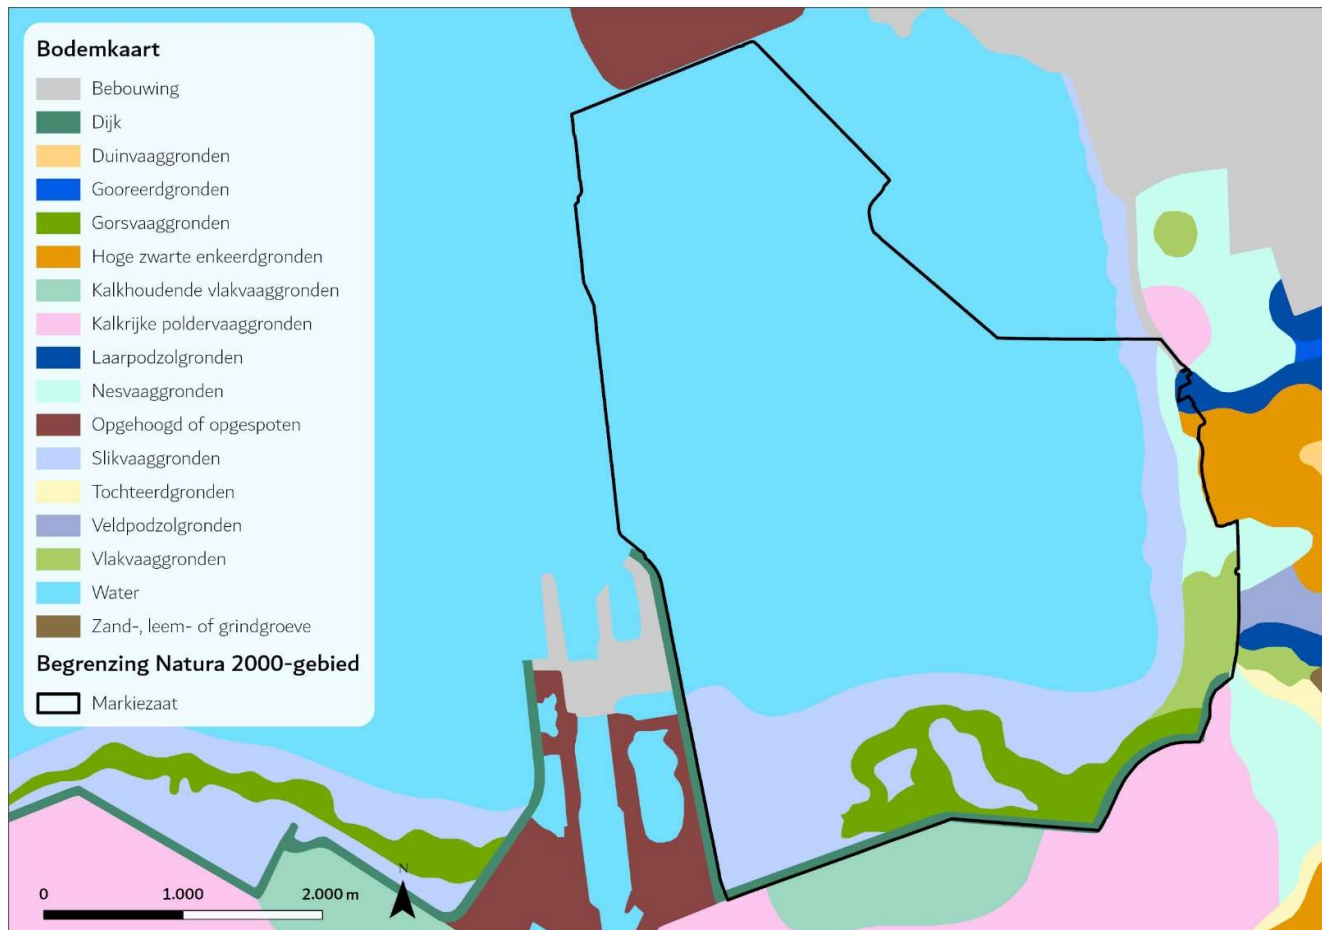 Bodemkaart
Bebouwing
Dijk
Duinvaaggronden
Gooreerdgronden
Gorsvaaggronden
Hoge zwarte enkeerdgronden
Kalkhoudende vlakvaaggronden
Kalkrijke poldervaaggronden
Laarpodzolgronden
Nesvaaggronden
Opgehoogd of opgespoten
Slikvaaggronden
Tochteerdgronden
Veldpodzolgronden
Vlakvaaggronden
Water
Zand-, leem- of grindgroeve
Begrenzing Natura 2000-gebied
Markiezaat
0 1.000 2.000 m
N